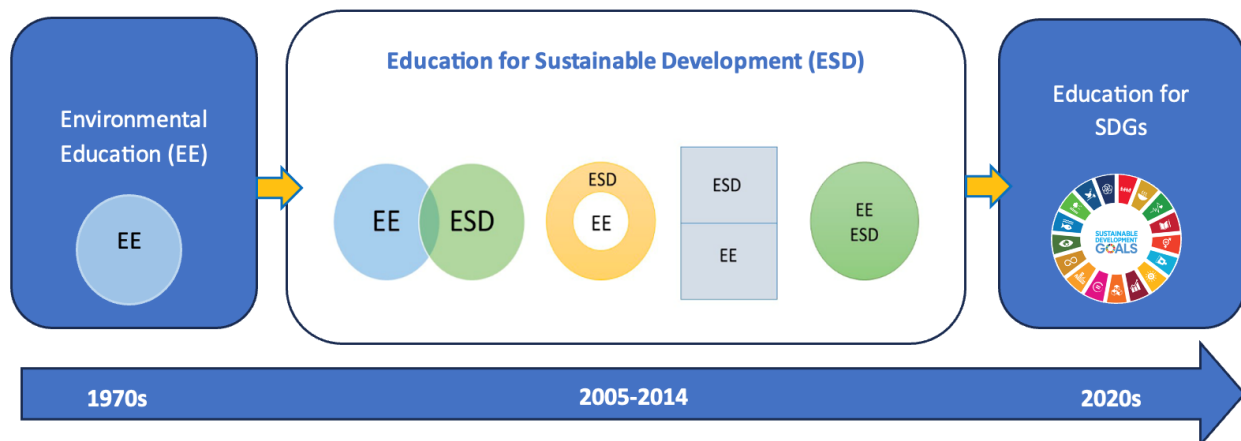 Environmental
Education (EE)
EE
Education for Sustainable Development (ESD)
EE
ESD
ESD
EE
ESD
EE
EE
ESD
Education for
SDGs
SUSTAINABLE
DEVELOPMENT
GOALS
1970s
2005-2014
2020s